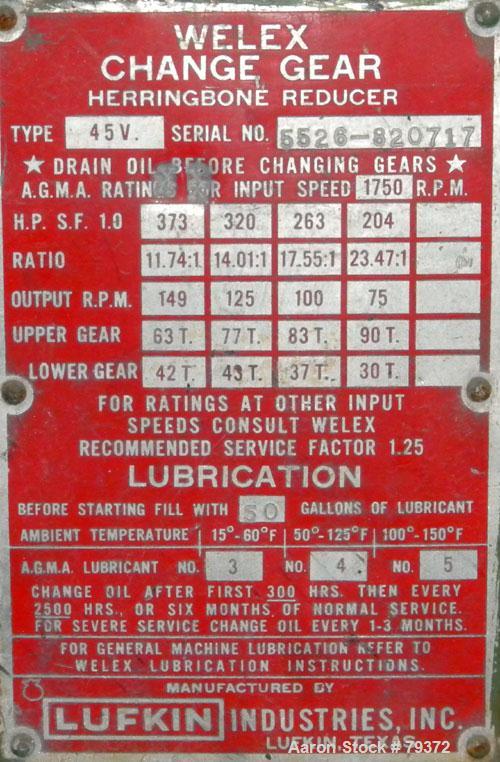 WELEX
CHANGE GEAR
HERRINGBONE REDUCER
TYPE 45V. SERIAL NO. 5526-820717
★ DRAIN OIL BEFORE CHANGING GEARS ★
A.G.M.A. RATINGS FOR INPUT SPEED 1750 R.P.M.
H.P. S.F. 1.0 373 320 263 204
RATIO 11.74:1 14.01:1 17.55:1 23.47:1
OUTPUT R.P.M. 149 125 100 75
UPPER GEAR 63 T. 77 T. 83 T. 90 T.
LOWER GEAR 42 T. 43 T. 37 T. 30 T.
FOR RATINGS AT OTHER INPUT
SPEEDS CONSULT WELEX
RECOMMENDED SERVICE FACTOR 1.25
LUBRICATION
BEFORE STARTING FILL WITH 50 GALLONS OF LUBRICANT
AMBIENT TEMPERATURE 15°-60°F 50°-125°F 100°-150°F
A.G.M.A. LUBRICANT NO. 3 NO. 4 NO. 5
CHANGE OIL AFTER FIRST 300 HRS. THEN EVERY
2500 HRS., OR SIX MONTHS, OF NORMAL SERVICE.
FOR SEVERE SERVICE CHANGE OIL EVERY 1-3 MONTHS.
FOR GENERAL MACHINE LUBRICATION REFER TO
WELEX LUBRICATION INSTRUCTIONS.
MANUFACTURED BY
LUFKIN INDUSTRIES, INC.
LUFKIN, TEXAS
Aaron Stock # 79372